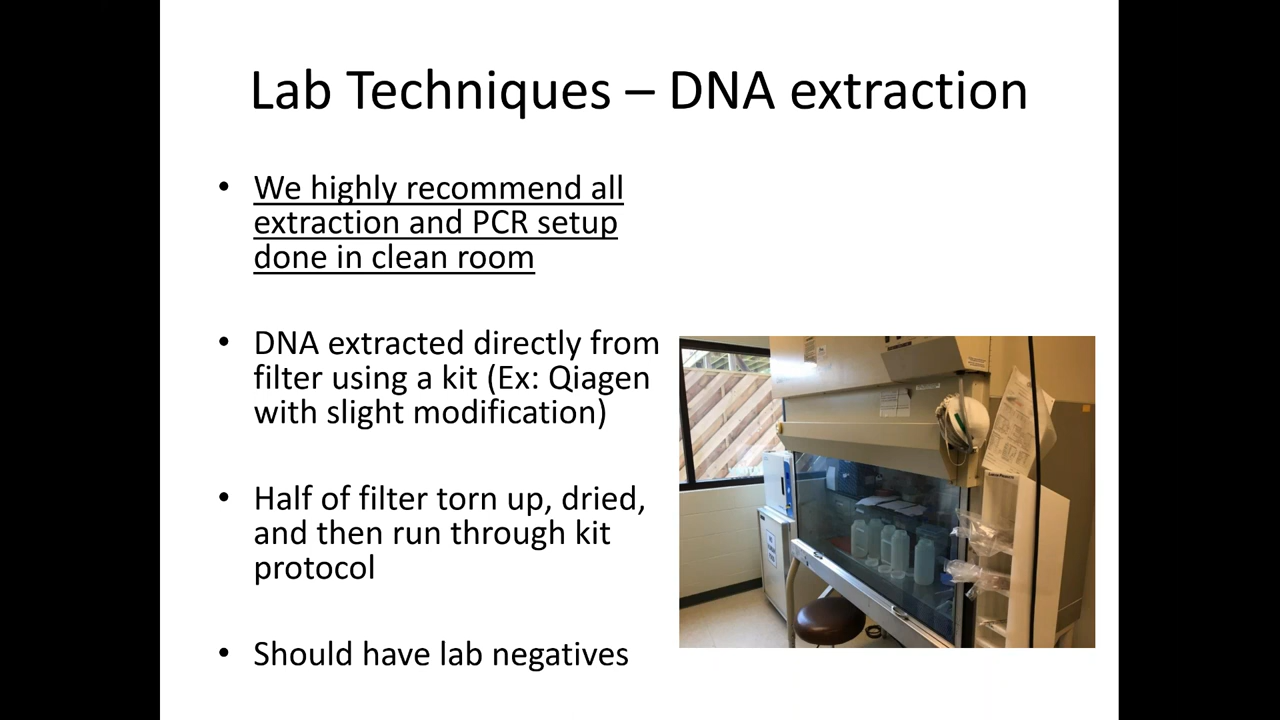 Lab Techniques – DNA extraction
• We highly recommend all
extraction and PCR setup
done in clean room
• DNA extracted directly from
filter using a kit (Ex: Qiagen
with slight modification)
• Half of filter torn up, dried,
and then run through kit
protocol
• Should have lab negatives